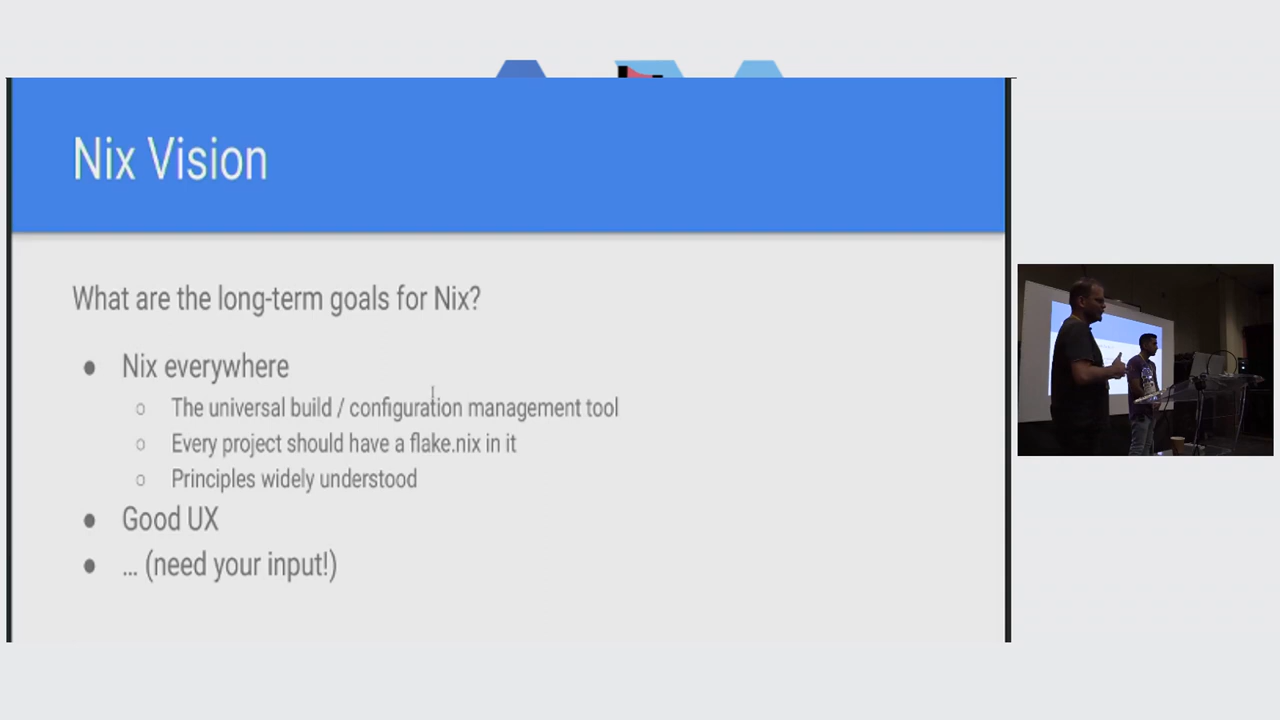 Nix Vision
What are the long-term goals for Nix?
● Nix everywhere
○ The universal build / configuration management tool
○ Every project should have a flake.nix in it
○ Principles widely understood
● Good UX
● … (need your input!)